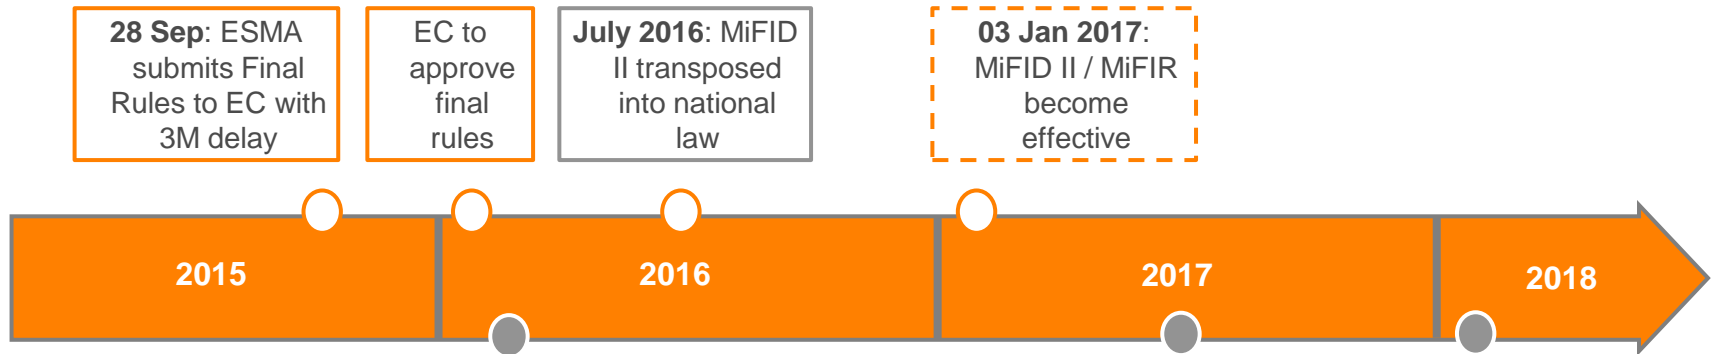 28 Sep: ESMA
submits Final
Rules to EC with
3M delay
EC to
approve
final
rules
July 2016: MiFID
II transposed
into national
law
03 Jan 2017:
MiFID II / MiFIR
become
effective
2015
2016
2017
2018